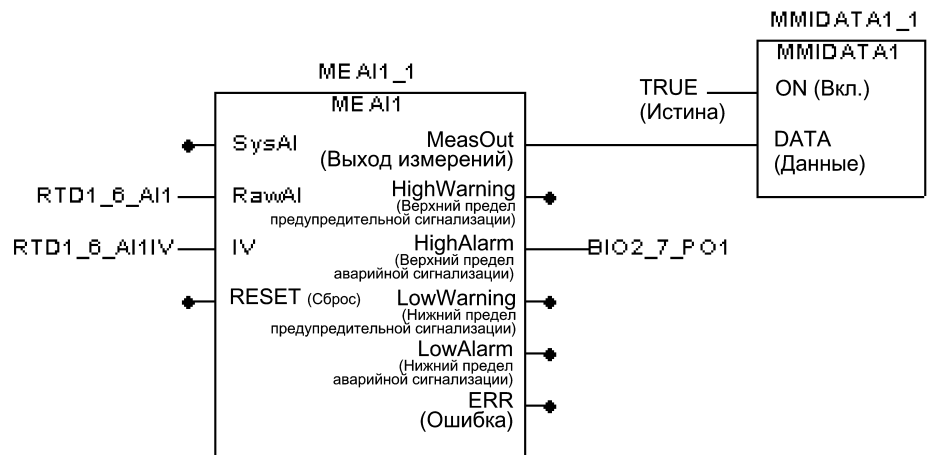 MMIDATA1_1
MMIDATA1
TRUE
(Истина)
ON (Вкл.)
DATA
(Данные)
MEAI1_1
MEAI1
SysAI
RTD1_6_AI1
RawAI
RTD1_6_AI1IV
IV
RESET (Сброс)
MeasOut
(Выход измерений)
HighWarning
(Верхний предел
предупредительной сигнализации)
HighAlarm
(Верхний предел
аварийной сигнализации)
BIO2_7_PO1
LowWarning
(Нижний предел
предупредительной сигнализации)
LowAlarm
(Нижний предел
аварийной сигнализации)
ERR
(Ошибка)